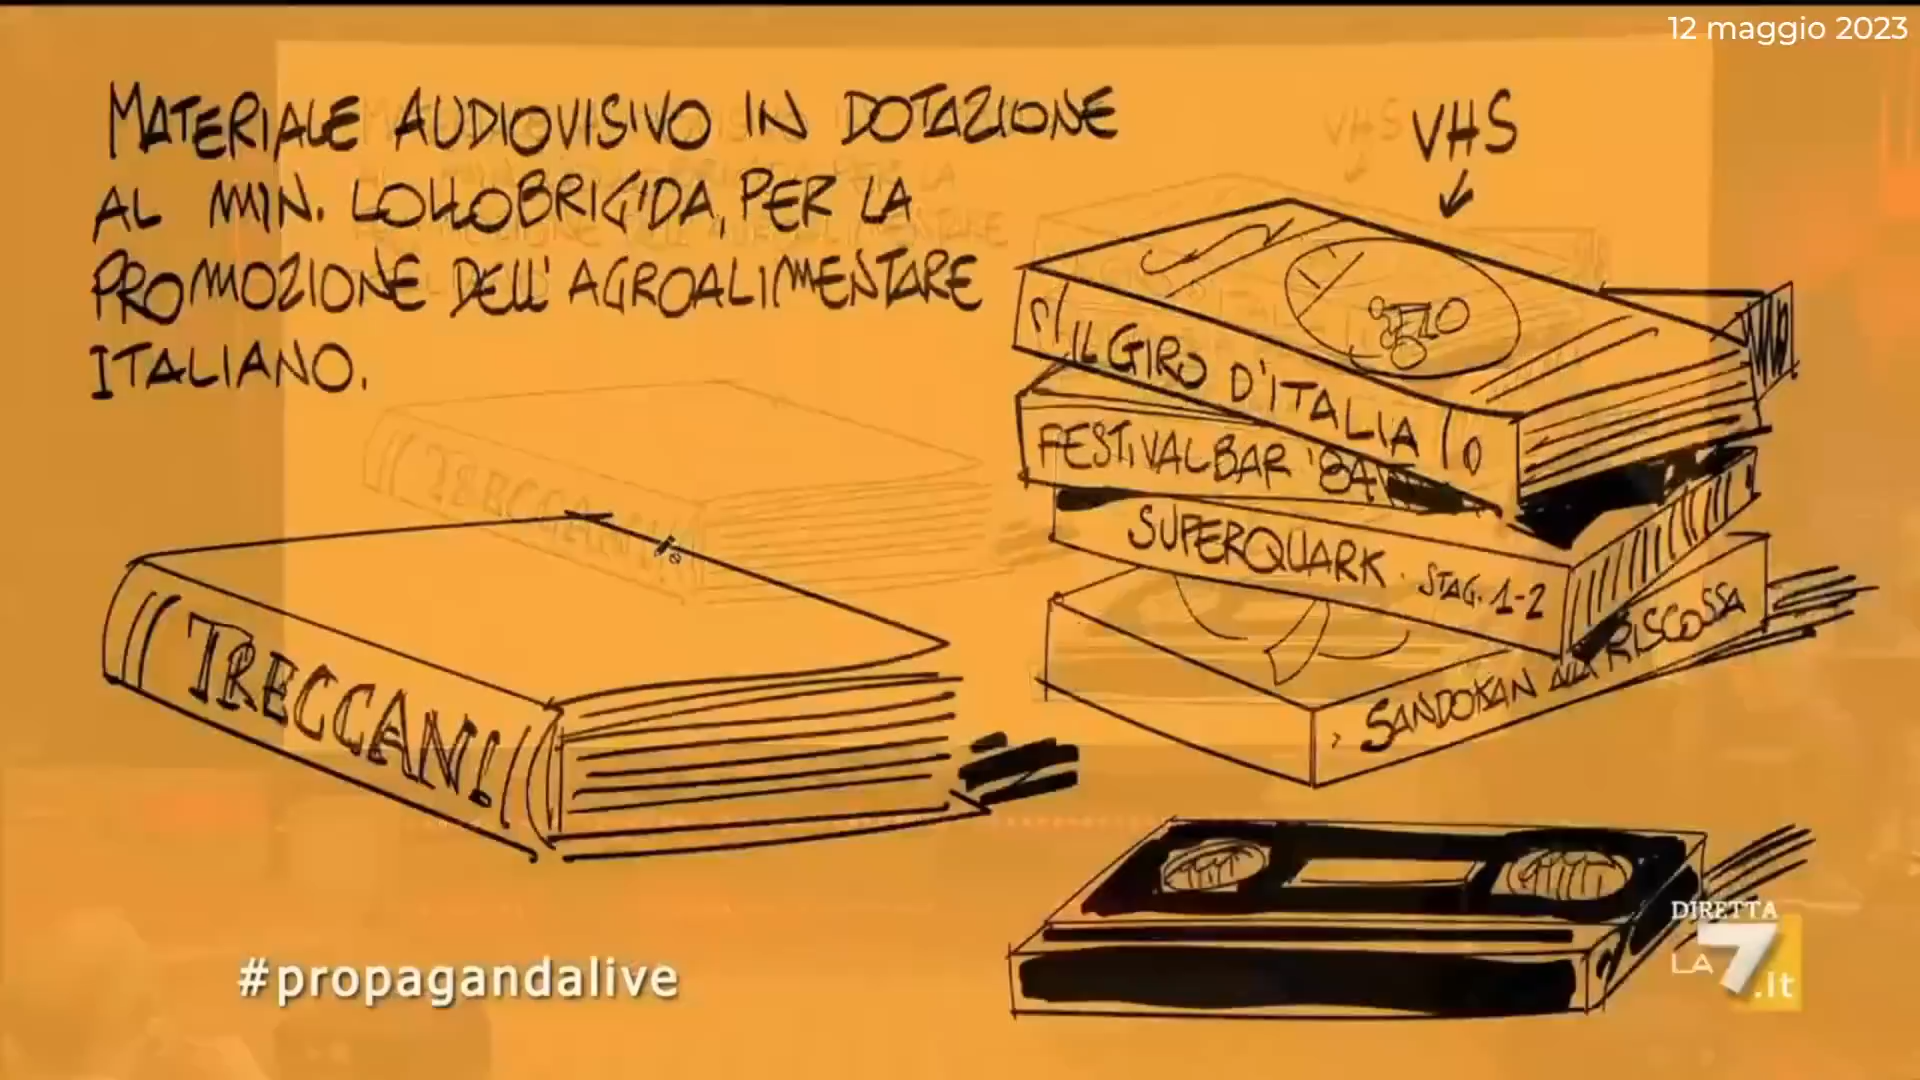 12 maggio 2023
MATERIALE AUDIOVISIVO IN DOTAZIONE
AL MIN. LOLLOBRIGIDA, PER LA
PROMOZIONE DELL'AGROALIMENTARE
ITALIANO.
VHS
IL GIRO D'ITALIA
FESTIVALBAR '84
SUPERQUARK. STAG. 1-2
SANDOKAN ALLA RISCOSSA
TRECCANI
#propagandalive
DIRETTA
LA7.it